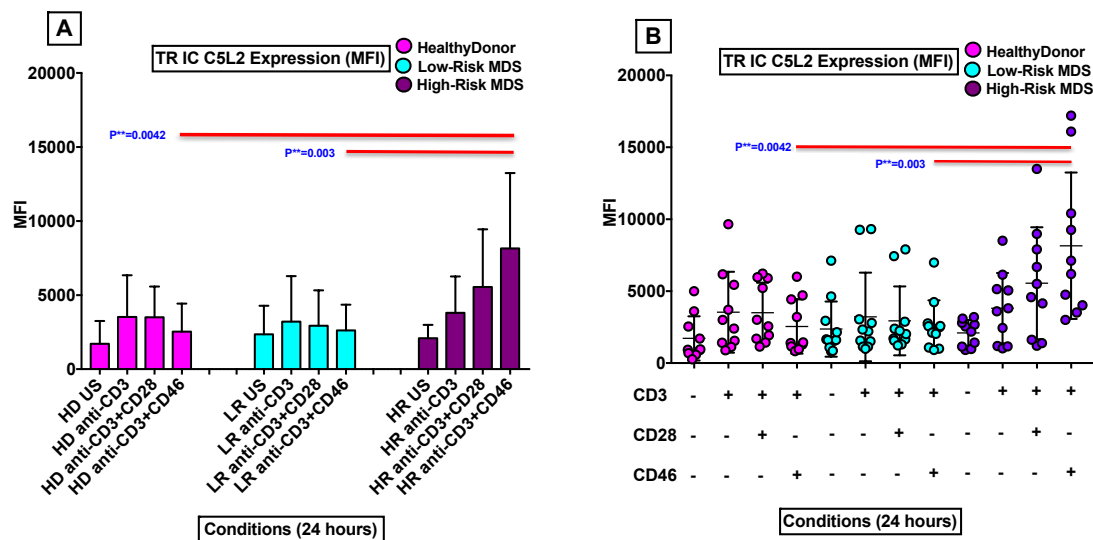 A
TR IC C5L2 Expression (MFI)
HealthyDonor
Low-Risk MDS
High-Risk MDS
20000
15000
10000
5000
0
MFI
P**=0.0042
P**=0.003
HD US
HD anti-CD3
HD anti-CD3+CD28
HD anti-CD3+CD46
LR US
LR anti-CD3
LR anti-CD3+CD28
LR anti-CD3+CD46
HR US
HR anti-CD3
HR anti-CD3+CD28
HR anti-CD3+CD46
Conditions (24 hours)
B
TR IC C5L2 Expression (MFI)
HealthyDonor
Low-Risk MDS
High-Risk MDS
20000
15000
10000
5000
0
MFI
P**=0.0042
P**=0.003
CD3 - + + + - + + + - + + +
CD28 - - + - - - + - - - + -
CD46 - - - + - - - + - - - +
Conditions (24 hours)